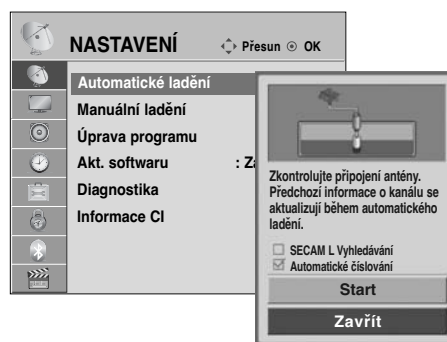 NASTAVENÍ Přesun OK
Automatické ladění
Manuální ladění
Úprava programu
Akt. softwaru : Za
Diagnostika
Informace CI
Zkontrolujte připojení antény.
Předchozí informace o kanálu se
aktualizují během automatického
ladění.
SECAM L Vyhledávání
Automatické číslování
Start
Zavřít